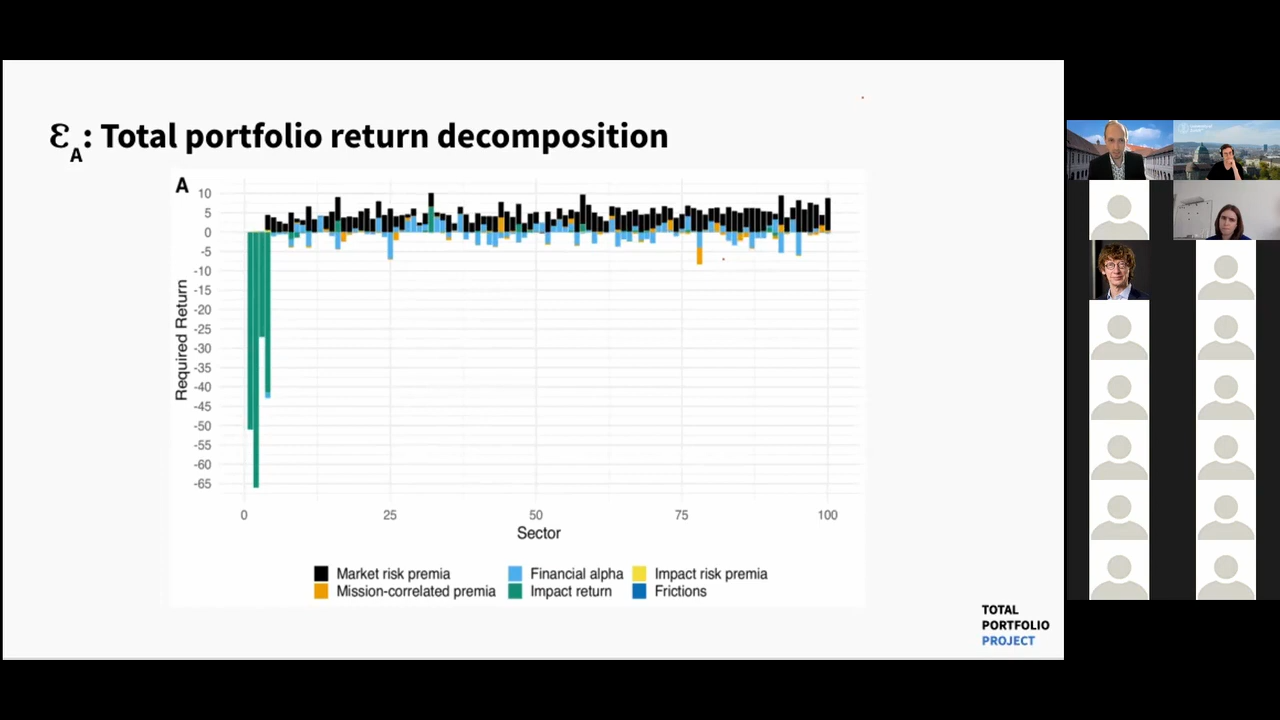 ℰA: Total portfolio return decomposition
A
10
5
0
-5
-10
-15
-20
-25
-30
-35
-40
-45
-50
-55
-60
-65
Required Return
0 25 50 75 100
Sector
Market risk premia Financial alpha Impact risk premia
Mission-correlated premia Impact return Frictions
TOTAL
PORTFOLIO
PROJECT